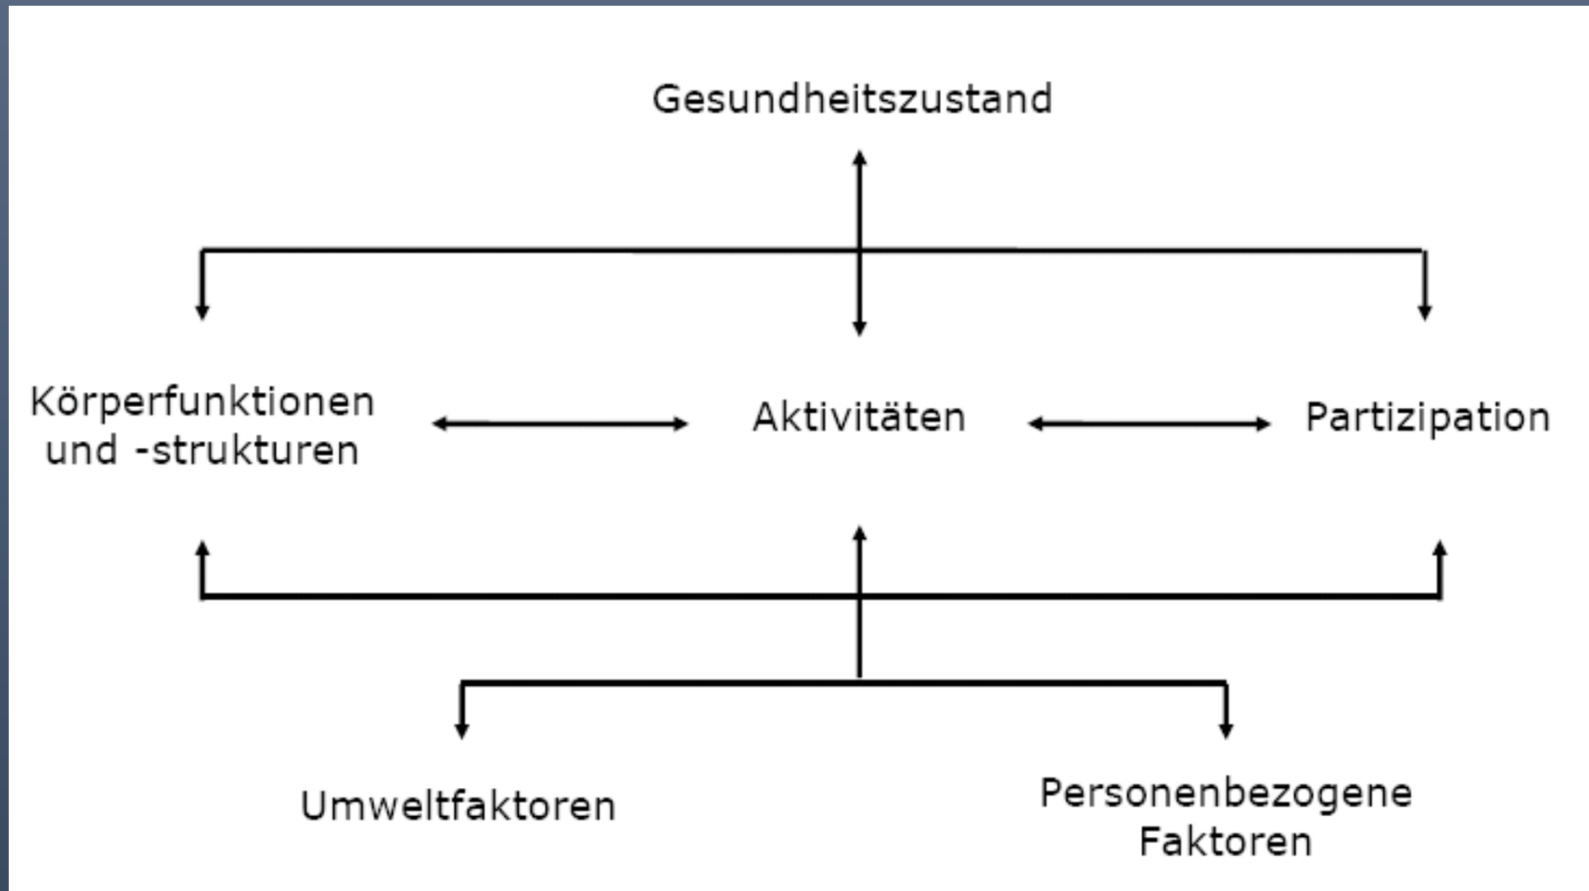 Gesundheitszustand
Körperfunktionen
und -strukturen
Aktivitäten
Partizipation
Umweltfaktoren
Personenbezogene
Faktoren